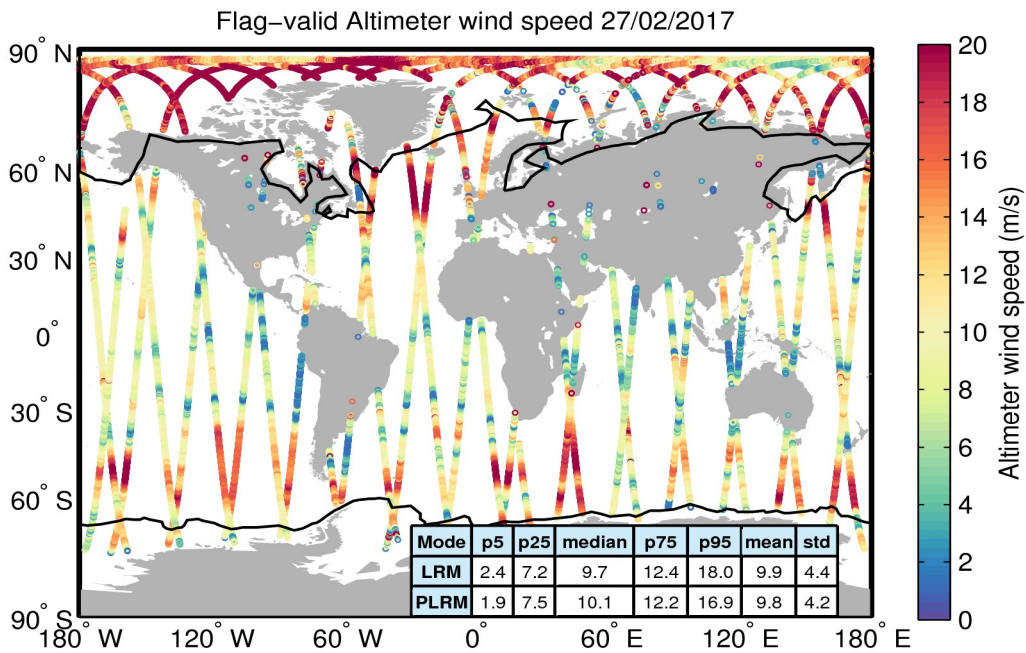 Flag−valid Altimeter wind speed 27/02/2017
90° N
60° N
30° N
0°
30° S
60° S
90° S
180° W
120° W
60° W
0°
60° E
120° E
180° E
Mode p5 p25 median p75 p95 mean std
LRM 2.4 7.2 9.7 12.4 18.0 9.9 4.4
PLRM 1.9 7.5 10.1 12.2 16.9 9.8 4.2
20
18
16
14
12
10
8
6
4
2
0
Altimeter wind speed (m/s)